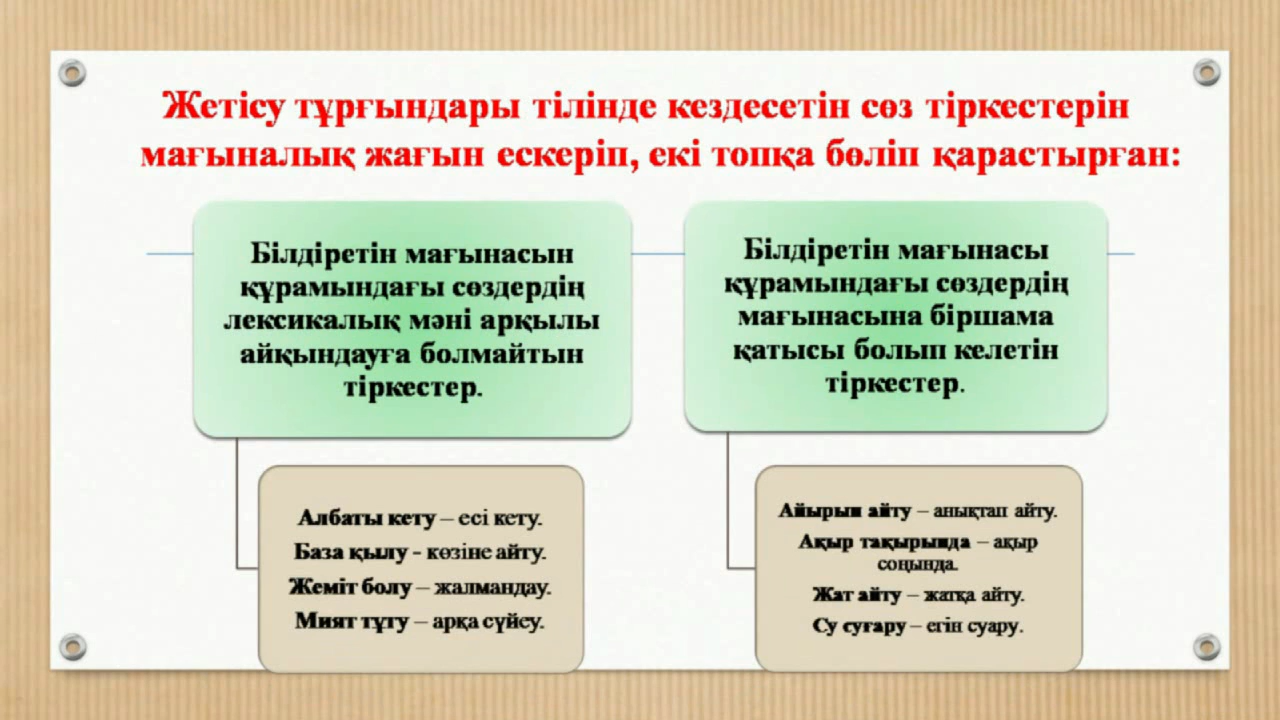 Жетісу тұрғындары тілінде кездесетін сөз тіркестерін
мағыналық жағын ескеріп, екі топқа бөліп қарастырған:
Білдіретін мағынасын
құрамындағы сөздердің
лексикалық мәні арқылы
айқындауға болмайтын
тіркестер.
Албаты кету – есі кету.
База қылу - көзіне айту.
Жеміт болу – жалмандау.
Мият тұту – арқа сүйсу.
Білдіретін мағынасы
құрамындағы сөздердің
мағынасына біршама
қатысы болып келетін
тіркестер.
Айырып айту – анықтап айту.
Ақыр тақырында – ақыр
соңында.
Жат айту – жатқа айту.
Су суғару – егін суару.